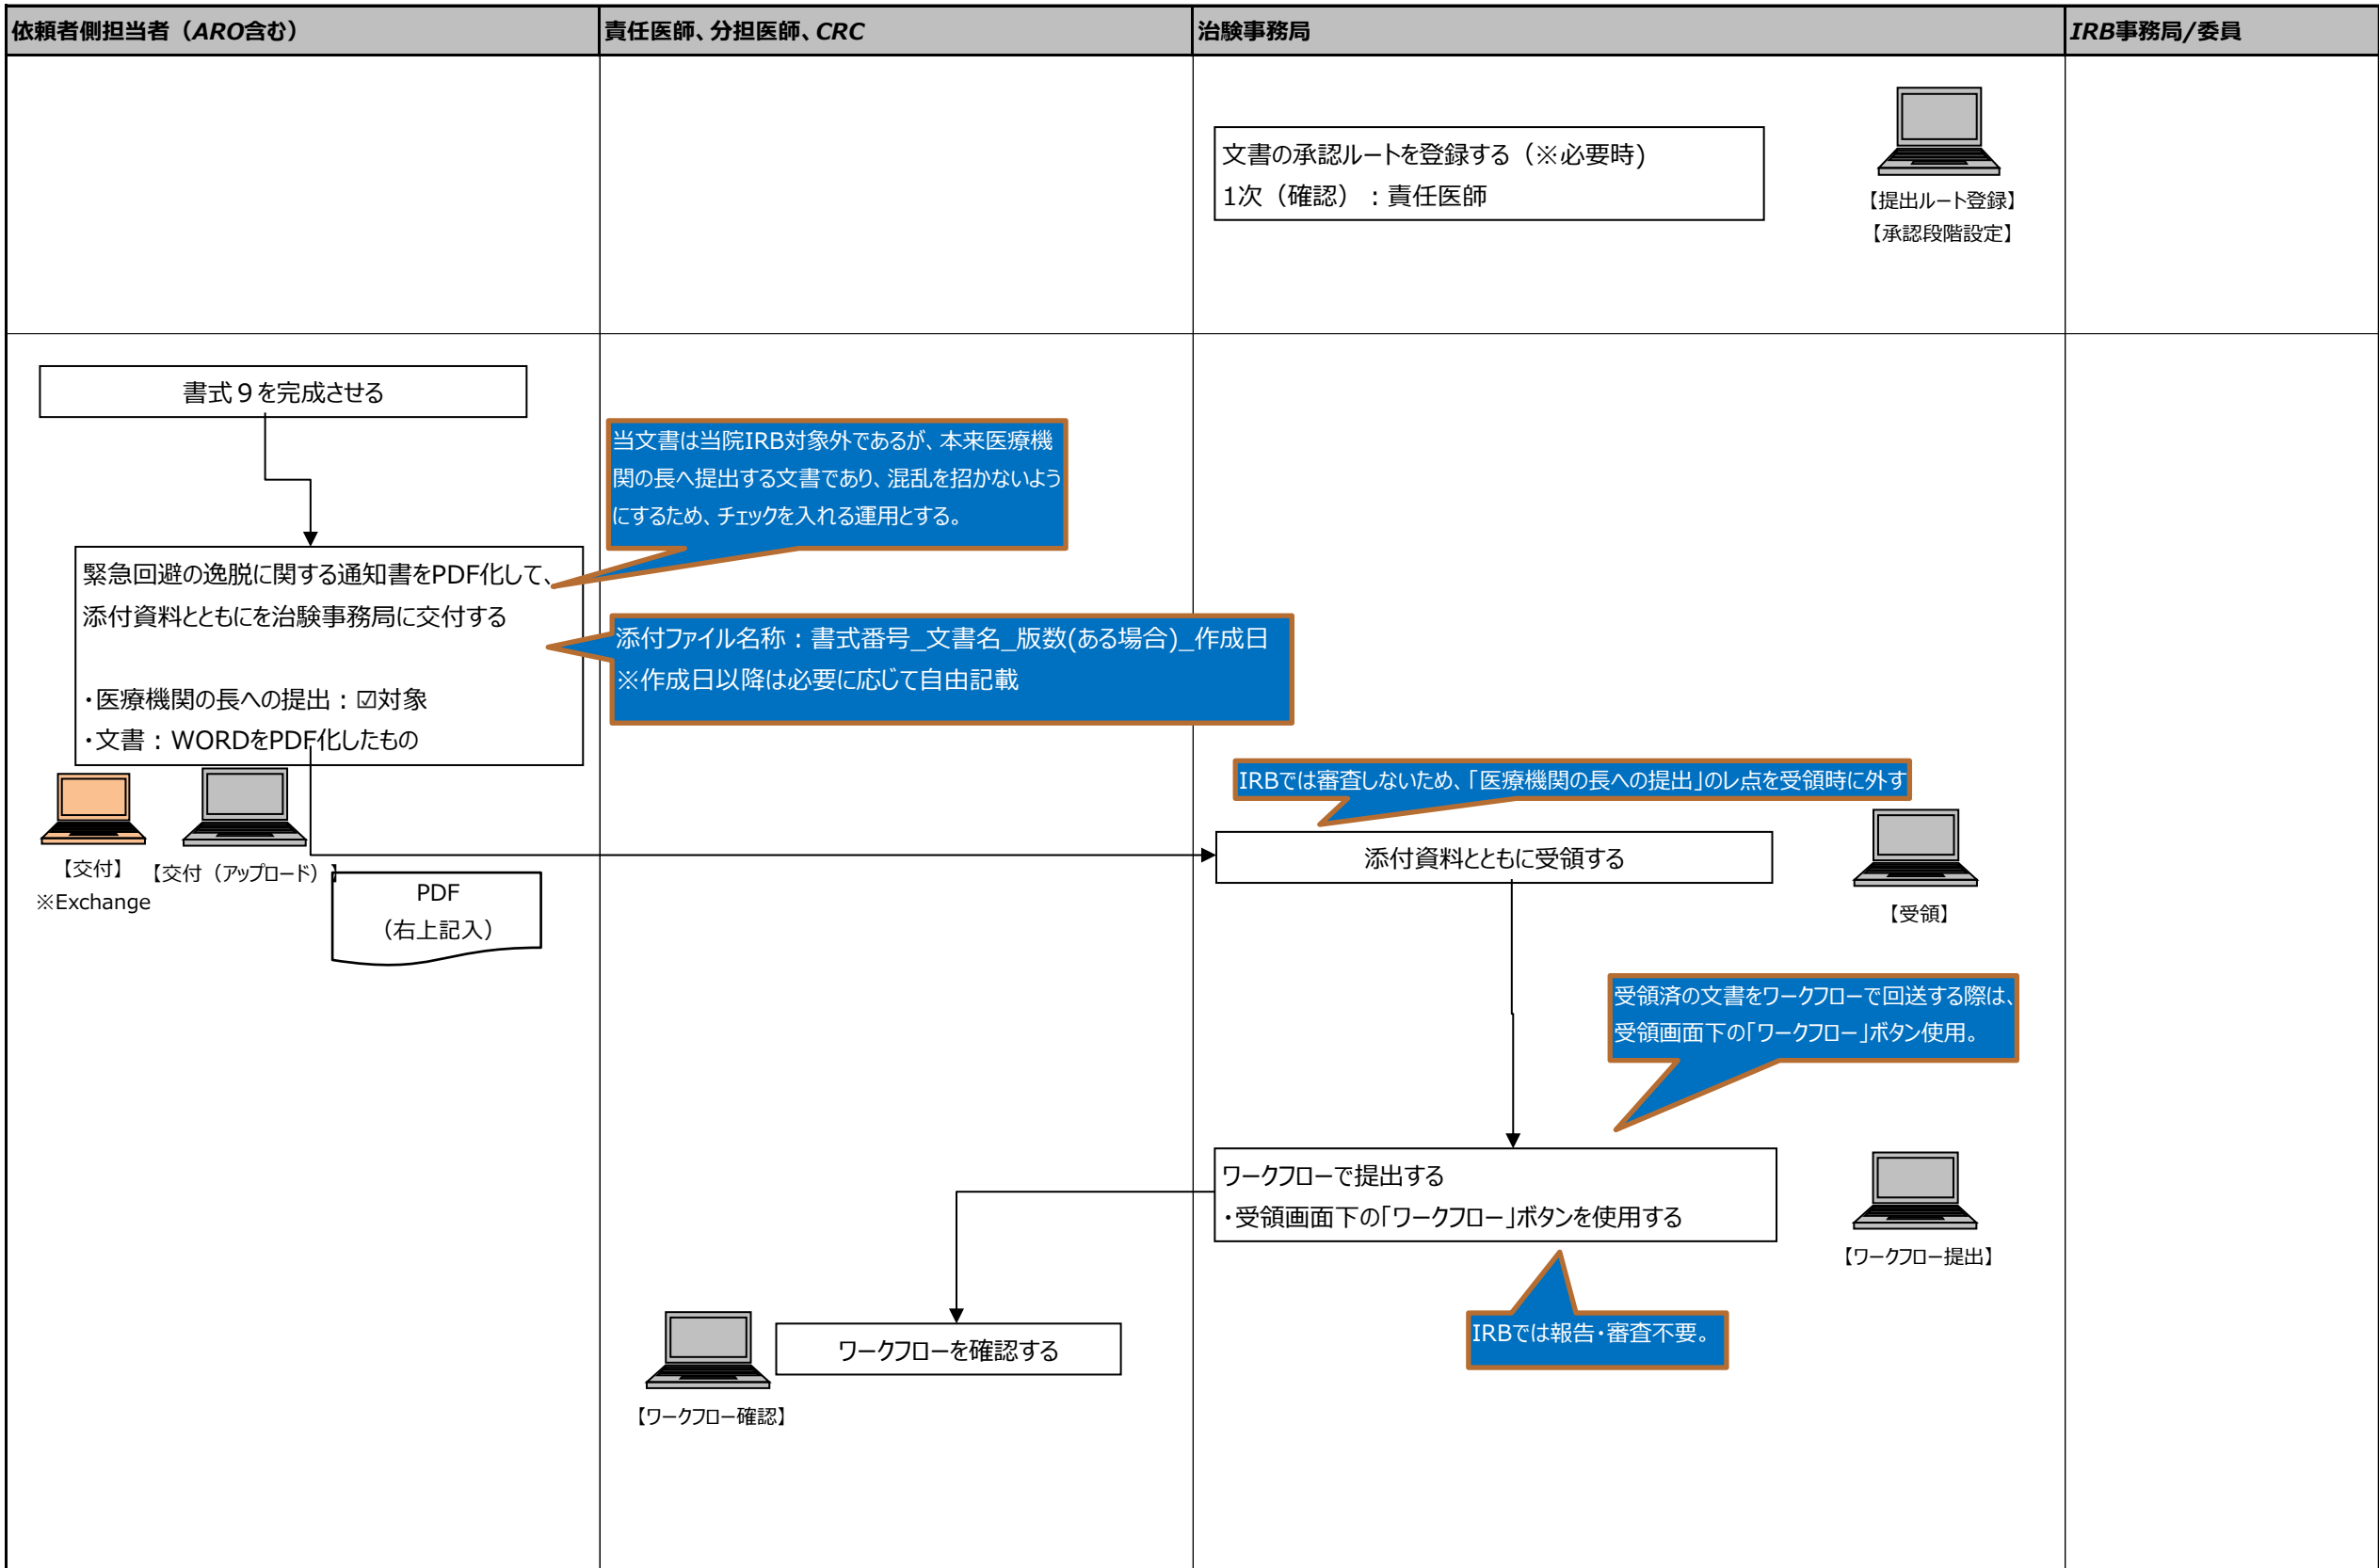 依頼者側担当者（ARO含む）
責任医師、分担医師、CRC
治験事務局
IRB事務局/委員
文書の承認ルートを登録する（※必要時)
1次（確認）：責任医師
【提出ルート登録】
【承認段階設定】
書式９を完成させる
当文書は当院IRB対象外であるが、本来医療機
関の長へ提出する文書であり、混乱を招かないよう
にするため、チェックを入れる運用とする。
緊急回避の逸脱に関する通知書をPDF化して、
添付資料とともにを治験事務局に交付する
・医療機関の長への提出：☑対象
・文書：WORDをPDF化したもの
添付ファイル名称：書式番号_文書名_版数(ある場合)_作成日
※作成日以降は必要に応じて自由記載
IRBでは審査しないため、「医療機関の長への提出」のレ点を受領時に外す
【交付】
※Exchange
【交付（アップロード）】
PDF
（右上記入）
添付資料とともに受領する
【受領】
受領済の文書をワークフローで回送する際は、
受領画面下の「ワークフロー」ボタン使用。
ワークフローで提出する
・受領画面下の「ワークフロー」ボタンを使用する
【ワークフロー提出】
IRBでは報告・審査不要。
ワークフローを確認する
【ワークフロー確認】